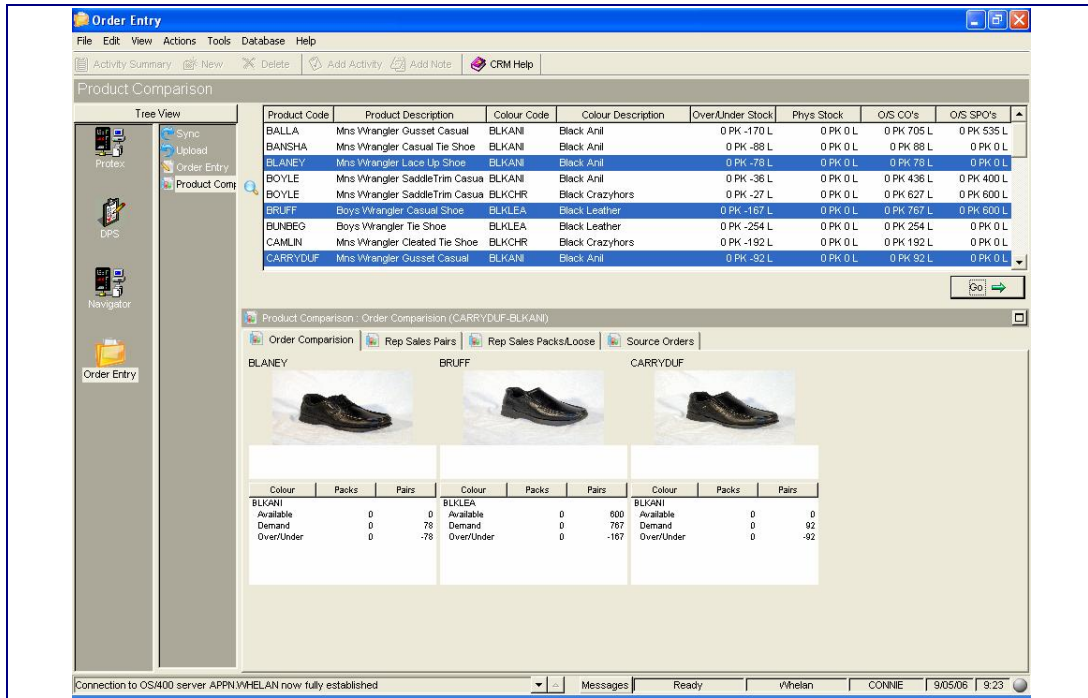 Order Entry
File Edit View Actions Tools Database Help
Activity Summary New Delete Add Activity Add Note CRM Help
Product Comparison
Tree View
Protex
DPS
Navigator
Order Entry
Sync
Upload
Order Entry
Product Comp
Product Code Product Description Colour Code Colour Description Over/Under Stock Phys Stock O/S CO's O/S SPO's
BALLA Mns Wrangler Gusset Casual BLKANI Black Anil 0 PK -170 L 0 PK 0 L 0 PK 705 L 0 PK 535 L
BANSHA Mns Wrangler Casual Tie Shoe BLKANI Black Anil 0 PK -88 L 0 PK 0 L 0 PK 88 L 0 PK 0 L
BLANEY Mns Wrangler Lace Up Shoe BLKANI Black Anil 0 PK -78 L 0 PK 0 L 0 PK 78 L 0 PK 0 L
BOYLE Mns Wrangler SaddleTrim Casua BLKANI Black Anil 0 PK -36 L 0 PK 0 L 0 PK 436 L 0 PK 400 L
BOYLE Mns Wrangler SaddleTrim Casua BLKCHR Black Crazyhors 0 PK -27 L 0 PK 0 L 0 PK 627 L 0 PK 600 L
BRUFF Boys Wrangler Casual Shoe BLKLEA Black Leather 0 PK -167 L 0 PK 0 L 0 PK 767 L 0 PK 600 L
BUNBEG Boys Wrangler Tie Shoe BLKLEA Black Leather 0 PK -254 L 0 PK 0 L 0 PK 254 L 0 PK 0 L
CAMLIN Mns Wrangler Cleated Tie Shoe BLKCHR Black Crazyhors 0 PK -192 L 0 PK 0 L 0 PK 192 L 0 PK 0 L
CARRYDUF Mns Wrangler Gusset Casual BLKANI Black Anil 0 PK -92 L 0 PK 0 L 0 PK 92 L 0 PK 0 L
Go
Product Comparison : Order Comparision (CARRYDUF-BLKANI)
Order Comparision Rep Sales Pairs Rep Sales Packs/Loose Source Orders
BLANEY BRUFF CARRYDUF
Colour Packs Pairs Colour Packs Pairs Colour Packs Pairs
BLKANI BLKLEA BLKANI
Available 0 0 Available 0 600 Available 0 0
Demand 0 78 Demand 0 767 Demand 0 92
Over/Under 0 -78 Over/Under 0 -167 Over/Under 0 -92
Connection to OS/400 server APPN.WHELAN now fully established Messages Ready Whelan CONNIE 9/05/06 9:23